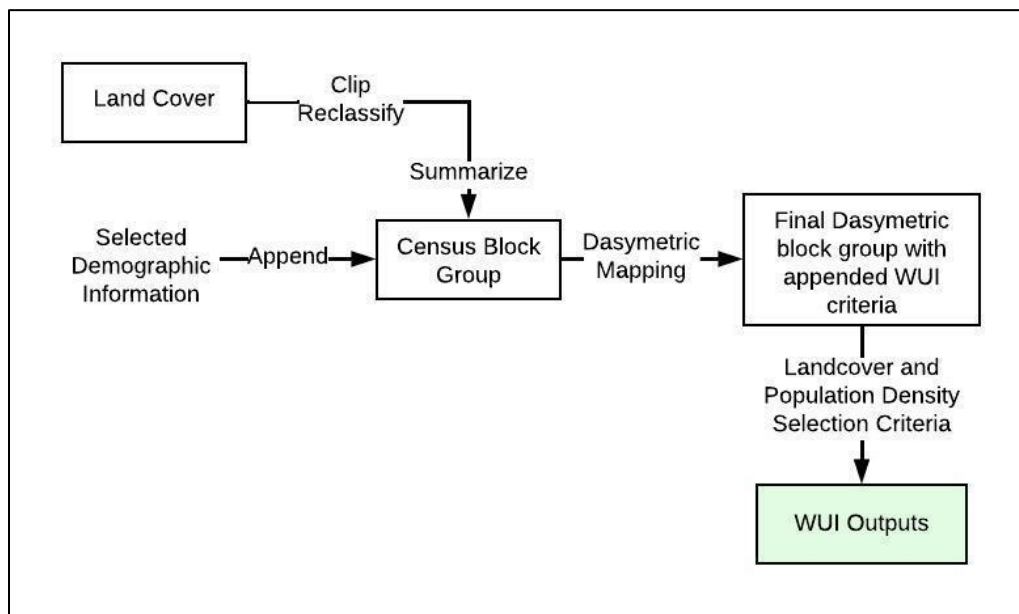 Land Cover
Clip
Reclassify
Summarize
Selected
Demographic
Information
Append
Census Block
Group
Dasymetric
Mapping
Final Dasymetric
block group with
appended WUI
criteria
Landcover and
Population Density
Selection Criteria
WUI Outputs